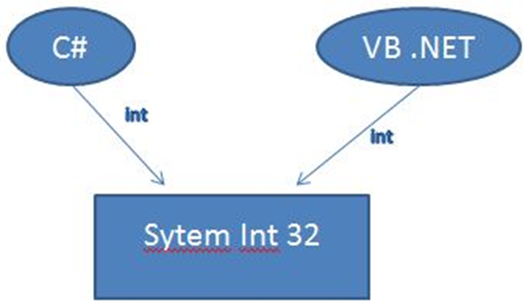 C#
VB .NET
int
int
Sytem Int 32